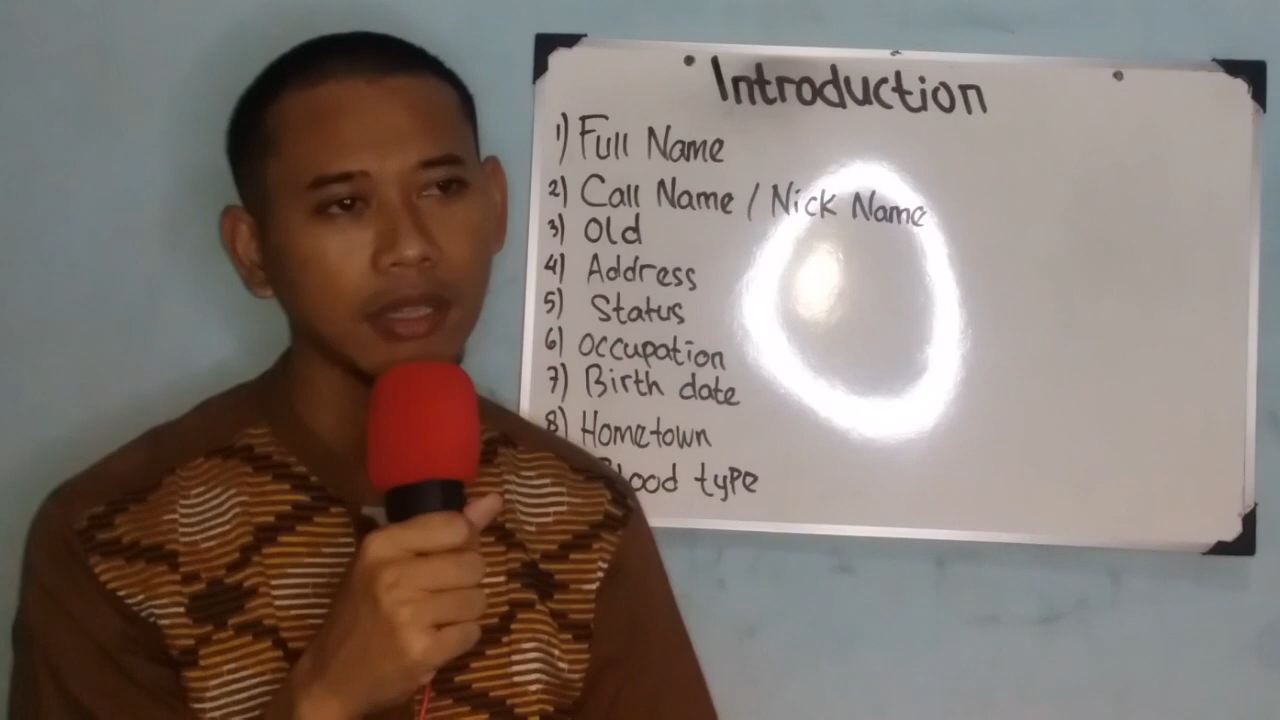 Introduction
1) Full Name
2) Call Name / Nick Name
3) Old
4) Address
5) Status
6) Occupation
7) Birth date
8) Hometown
Blood type